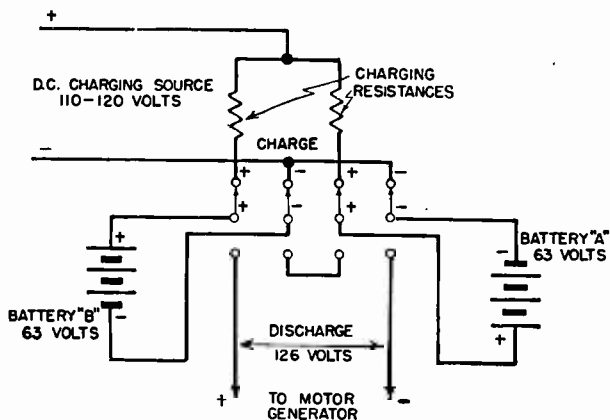 +
D.C. CHARGING SOURCE
110-120 VOLTS
CHARGING
RESISTANCES
-
CHARGE
+ - + -
+ - + -
+
BATTERY "B"
63 VOLTS
-
-
BATTERY "A"
63 VOLTS
+
DISCHARGE
126 VOLTS
+ TO MOTOR -
GENERATOR